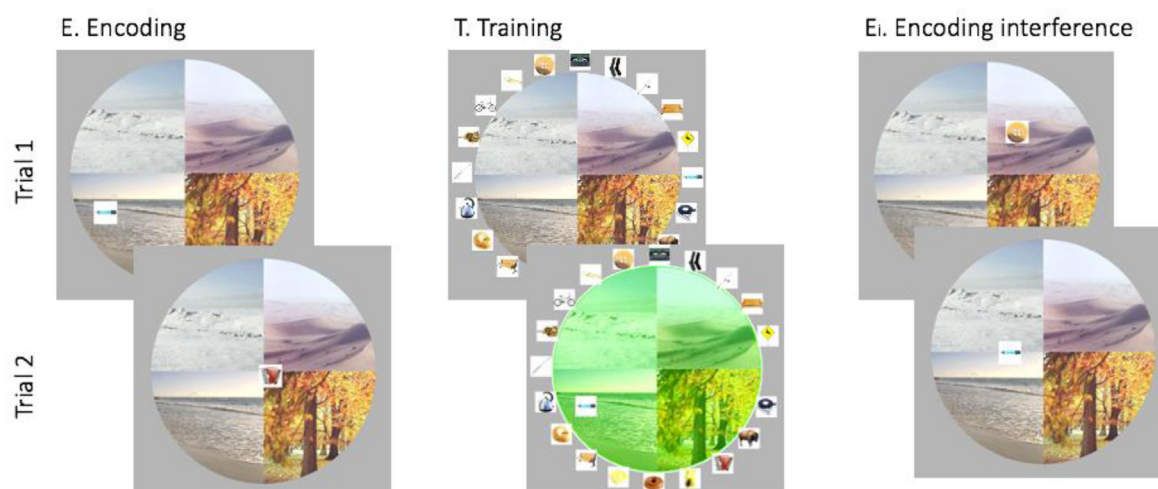 E. Encoding
T. Training
Ei. Encoding interference
Trial 1
Trial 2